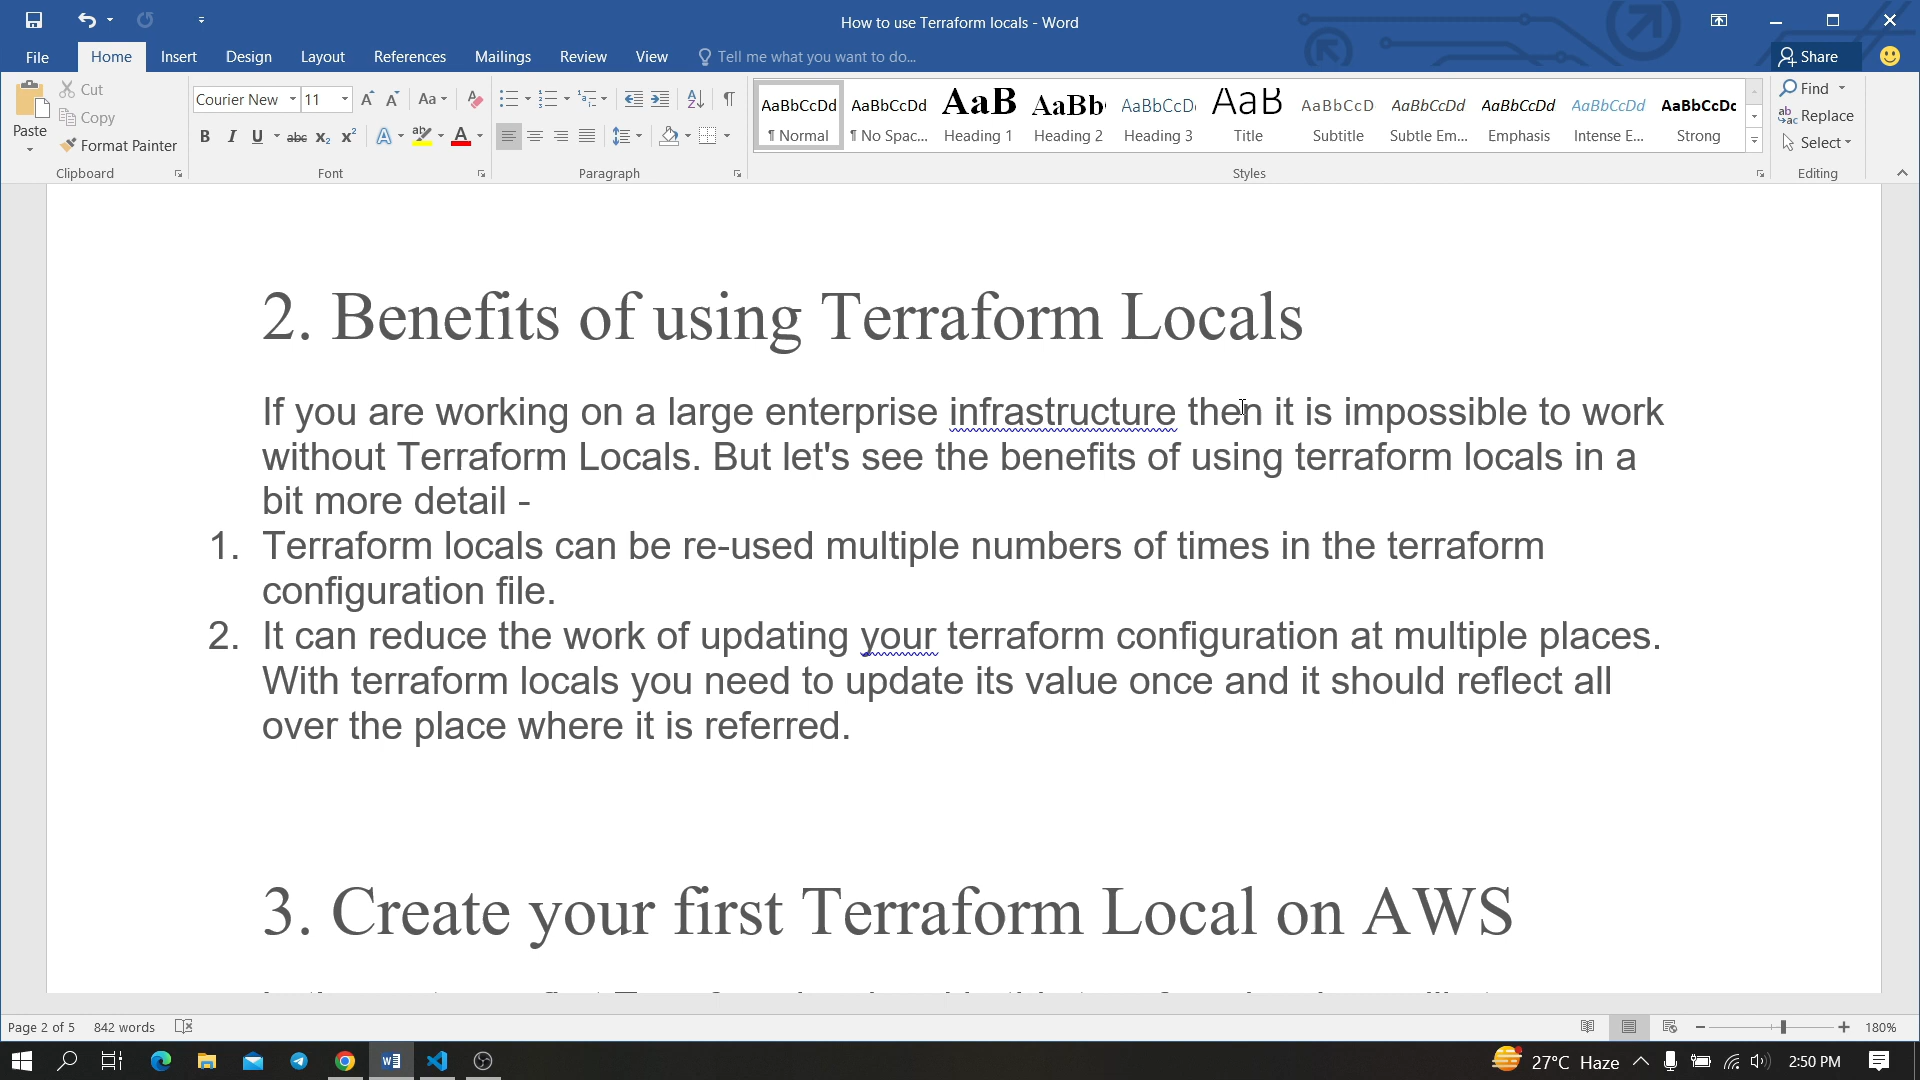 How to use Terraform locals - Word
File Home Insert Design Layout References Mailings Review View Tell me what you want to do... Share
Paste
Cut
Copy
Format Painter
Clipboard
Courier New 11
Aa
B I U abc X₂ X² A ab A
Font
Paragraph
AaBbCcDd AaBbCcDd AaB AaBb AaBbCcD AaB AaBbCcD AaBbCcDd AaBbCcDd AaBbCcDd AaBbCcDc
¶ Normal ¶ No Spac... Heading 1 Heading 2 Heading 3 Title Subtitle Subtle Em... Emphasis Intense E... Strong
Styles
Find
Replace
Select
Editing
2. Benefits of using Terraform Locals
If you are working on a large enterprise infrastructure then it is impossible to work
without Terraform Locals. But let's see the benefits of using terraform locals in a
bit more detail -
1. Terraform locals can be re-used multiple numbers of times in the terraform
configuration file.
2. It can reduce the work of updating your terraform configuration at multiple places.
With terraform locals you need to update its value once and it should reflect all
over the place where it is referred.
3. Create your first Terraform Local on AWS
Page 2 of 5 842 words 180%
27°C Haze 2:50 PM